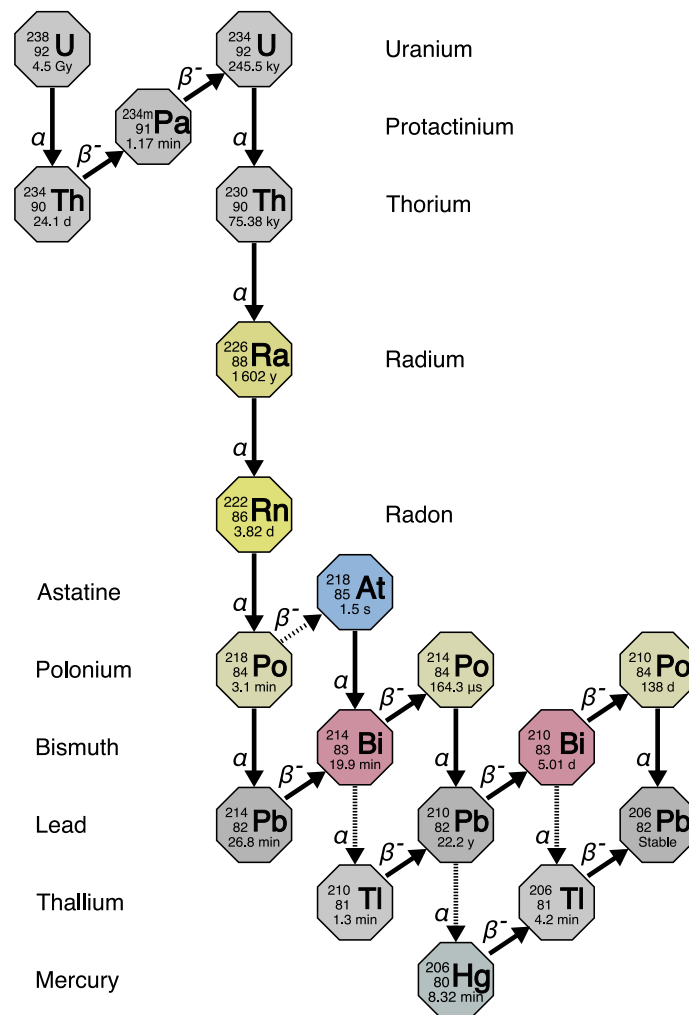 238 92 U 4.5 Gy
234 92 U 245.5 ky
Uranium
β⁻
234m 91 Pa 1.17 min
Protactinium
α
β⁻
α
234 90 Th 24.1 d
230 90 Th 75.38 ky
Thorium
α
226 88 Ra 1 602 y
Radium
α
222 86 Rn 3.82 d
Radon
α
Astatine
218 85 At 1.5 s
β⁻
Polonium
218 84 Po 3.1 min
α
214 84 Po 164.3 µs
210 84 Po 138 d
β⁻
β⁻
Bismuth
α
214 83 Bi 19.9 min
α
210 83 Bi 5.01 d
α
β⁻
β⁻
Lead
214 82 Pb 26.8 min
α
210 82 Pb 22.2 y
α
206 82 Pb Stable
β⁻
β⁻
Thallium
210 81 Tl 1.3 min
α
206 81 Tl 4.2 min
β⁻
Mercury
206 80 Hg 8.32 min